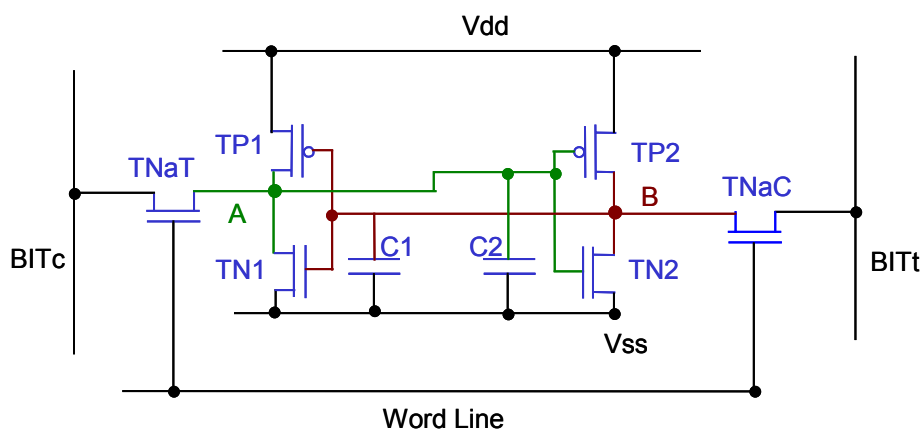 Vdd
TP1
TP2
TNaT
TNaC
A
B
BITc
TN1
C1
C2
TN2
BITt
Vss
Word Line